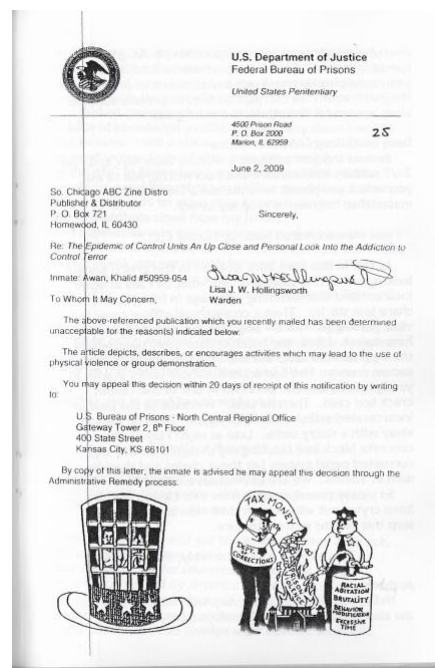 U.S. Department of Justice
Federal Bureau of Prisons
United States Penitentiary
4500 Prison Road
P. O. Box 2000
Marion, IL 62959
25
June 2, 2009
So. Chicago ABC Zine Distro
Publisher & Distributor
P. O. Box 721
Homewood, IL 60430
Sincerely,
Re: The Epidemic of Control Units An Up Close and Personal Look Into the Addiction to
Control Terror
Inmate: Awan, Khalid #50959-054
Lisa J. W. Hollingsworth
Warden
To Whom It May Concern,
The above-referenced publication which you recently mailed has been determined
unacceptable for the reason(s) indicated below:
The article depicts, describes, or encourages activities which may lead to the use of
physical violence or group demonstration.
You may appeal this decision within 20 days of receipt of this notification by writing
to:
U.S. Bureau of Prisons - North Central Regional Office
Gateway Tower 2, 8th Floor
400 State Street
Kansas City, KS 66101
By copy of this letter, the inmate is advised he may appeal this decision through the
Administrative Remedy process.
TAX MONEY
DEPT. OF
CORRECTIONS
RACIAL
AGITATION
BRUTALITY
BEHAVIOR
MODIFICATION
EXCESSIVE
TIME